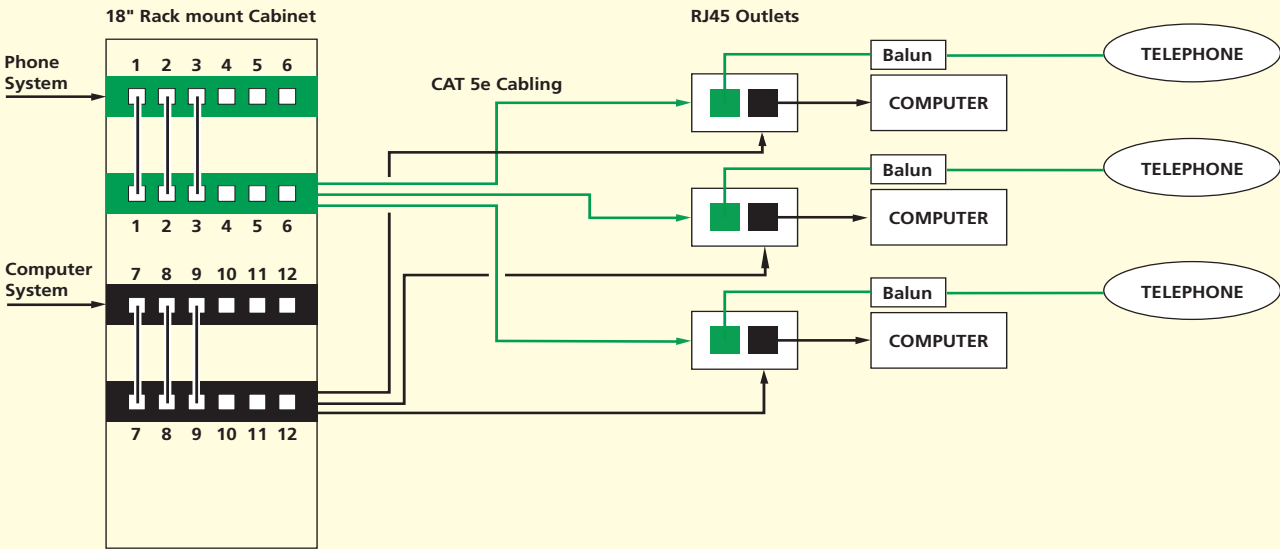 18" Rack mount Cabinet
RJ45 Outlets
Phone
System
1 2 3 4 5 6
CAT 5e Cabling
Balun
TELEPHONE
COMPUTER
Balun
TELEPHONE
COMPUTER
1 2 3 4 5 6
Computer
System
7 8 9 10 11 12
Balun
TELEPHONE
COMPUTER
7 8 9 10 11 12